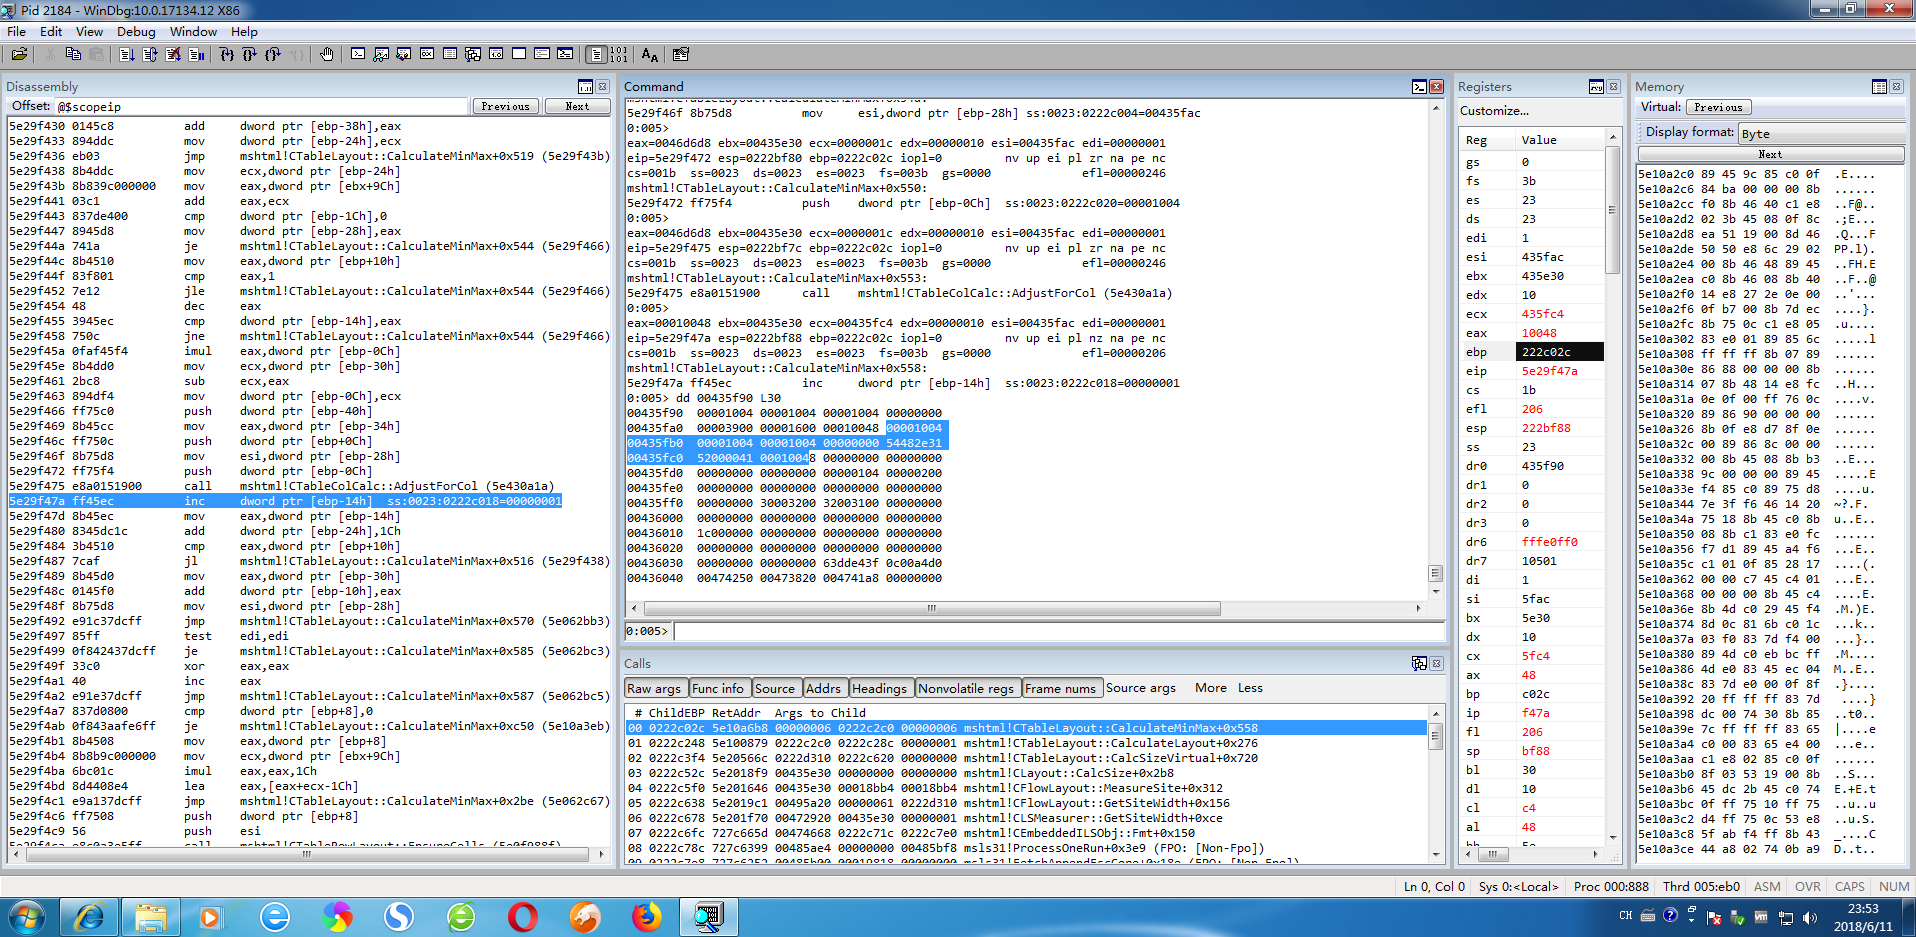 Pid 2184 - WinDbg:10.0.17134.12 X86
File Edit View Debug Window Help
Disassembly
Offset: @$scopeip Previous Next
5e29f430 0145c8 add dword ptr [ebp-38h],eax
5e29f433 894ddc mov dword ptr [ebp-24h],ecx
5e29f436 eb03 jmp mshtml!CTableLayout::CalculateMinMax+0x519 (5e29f43b)
5e29f438 8b4ddc mov ecx,dword ptr [ebp-24h]
5e29f43b 8b839c000000 mov eax,dword ptr [ebx+9Ch]
5e29f441 03c1 add eax,ecx
5e29f443 837de400 cmp dword ptr [ebp-1Ch],0
5e29f447 8945d8 mov dword ptr [ebp-28h],eax
5e29f44a 741a je mshtml!CTableLayout::CalculateMinMax+0x544 (5e29f466)
5e29f44c 8b4510 mov eax,dword ptr [ebp+10h]
5e29f44f 83f801 cmp eax,1
5e29f452 7e12 jle mshtml!CTableLayout::CalculateMinMax+0x544 (5e29f466)
5e29f454 48 dec eax
5e29f455 3945ec cmp dword ptr [ebp-14h],eax
5e29f458 750c jne mshtml!CTableLayout::CalculateMinMax+0x544 (5e29f466)
5e29f45a 0faf45f4 imul eax,dword ptr [ebp-0Ch]
5e29f45e 8b4dd0 mov ecx,dword ptr [ebp-30h]
5e29f461 2bc8 sub ecx,eax
5e29f463 894df4 mov dword ptr [ebp-0Ch],ecx
5e29f466 ff75c0 push dword ptr [ebp-40h]
5e29f469 8b45cc mov eax,dword ptr [ebp-34h]
5e29f46c ff750c push dword ptr [ebp+0Ch]
5e29f46f 8b75d8 mov esi,dword ptr [ebp-28h]
5e29f472 ff75f4 push dword ptr [ebp-0Ch]
5e29f475 e8a0151900 call mshtml!CTableColCalc::AdjustForCol (5e430a1a)
5e29f47a ff45ec inc dword ptr [ebp-14h] ss:0023:0222c018=00000001
5e29f47d 8b45ec mov eax,dword ptr [ebp-14h]
5e29f480 8345dc1c add dword ptr [ebp-24h],1Ch
5e29f484 3b4510 cmp eax,dword ptr [ebp+10h]
5e29f487 7caf jl mshtml!CTableLayout::CalculateMinMax+0x516 (5e29f438)
5e29f489 8b45d0 mov eax,dword ptr [ebp-30h]
5e29f48c 0145f0 add dword ptr [ebp-10h],eax
5e29f48f 8b75d8 mov esi,dword ptr [ebp-28h]
5e29f492 e91c37dcff jmp mshtml!CTableLayout::CalculateMinMax+0x570 (5e062bb3)
5e29f497 85ff test edi,edi
5e29f499 0f842437dcff je mshtml!CTableLayout::CalculateMinMax+0x585 (5e062bc3)
5e29f49f 33c0 xor eax,eax
5e29f4a1 40 inc eax
5e29f4a2 e91e37dcff jmp mshtml!CTableLayout::CalculateMinMax+0x587 (5e062bc5)
5e29f4a7 837d0800 cmp dword ptr [ebp+8],0
5e29f4ab 0f843aafe6ff je mshtml!CTableLayout::CalculateMinMax+0xc50 (5e10a3eb)
5e29f4b1 8b4508 mov eax,dword ptr [ebp+8]
5e29f4b4 8b8b9c000000 mov ecx,dword ptr [ebx+9Ch]
5e29f4ba 6bc01c imul eax,eax,1Ch
5e29f4bd 8d4408e4 lea eax,[eax+ecx-1Ch]
5e29f4c1 e9a137dcff jmp mshtml!CTableLayout::CalculateMinMax+0x2be (5e062c67)
5e29f4c6 ff7508 push dword ptr [ebp+8]
5e29f4c9 56 push esi
Command
5e29f46f 8b75d8 mov esi,dword ptr [ebp-28h] ss:0023:0222c004=00435fac
0:005>
eax=0046d6d8 ebx=00435e30 ecx=0000001c edx=00000010 esi=00435fac edi=00000001
eip=5e29f472 esp=0222bf80 ebp=0222c02c iopl=0 nv up ei pl zr na pe nc
cs=001b ss=0023 ds=0023 es=0023 fs=003b gs=0000 efl=00000246
mshtml!CTableLayout::CalculateMinMax+0x550:
5e29f472 ff75f4 push dword ptr [ebp-0Ch] ss:0023:0222c020=00001004
0:005>
eax=0046d6d8 ebx=00435e30 ecx=0000001c edx=00000010 esi=00435fac edi=00000001
eip=5e29f475 esp=0222bf7c ebp=0222c02c iopl=0 nv up ei pl zr na pe nc
cs=001b ss=0023 ds=0023 es=0023 fs=003b gs=0000 efl=00000246
mshtml!CTableLayout::CalculateMinMax+0x553:
5e29f475 e8a0151900 call mshtml!CTableColCalc::AdjustForCol (5e430a1a)
0:005>
eax=00010048 ebx=00435e30 ecx=00435fc4 edx=00000010 esi=00435fac edi=00000001
eip=5e29f47a esp=0222bf88 ebp=0222c02c iopl=0 nv up ei pl nz na pe nc
cs=001b ss=0023 ds=0023 es=0023 fs=003b gs=0000 efl=00000206
mshtml!CTableLayout::CalculateMinMax+0x558:
5e29f47a ff45ec inc dword ptr [ebp-14h] ss:0023:0222c018=00000001
0:005> dd 00435f90 L30
00435f90 00001004 00001004 00001004 00000000
00435fa0 00003900 00001600 00010048 00001004
00435fb0 00001004 00001004 00000000 54482e31
00435fc0 52000041 00010048 00000000 00000000
00435fd0 00000000 00000000 00000104 00000200
00435fe0 00000000 00000000 00000000 00000000
00435ff0 00000000 30003200 32003100 00000000
00436000 00000000 00000000 00000000 00000000
00436010 1c000000 00000000 00000000 00000000
00436020 00000000 00000000 00000000 00000000
00436030 00000000 00000000 63dde43f 0c00a4d0
00436040 00474250 00473820 004741a8 00000000
0:005>
Calls
Raw args Func info Source Addrs Headings Nonvolatile regs Frame nums Source args More Less
# ChildEBP RetAddr Args to Child
00 0222c02c 5e10a6b8 00000006 0222c2c0 00000006 mshtml!CTableLayout::CalculateMinMax+0x558
01 0222c248 5e100879 0222c2c0 0222c28c 00000001 mshtml!CTableLayout::CalculateLayout+0x276
02 0222c3f4 5e20566c 0222d310 0222c620 00000000 mshtml!CTableLayout::CalcSizeVirtual+0x720
03 0222c52c 5e2018f9 00435e30 00000000 00000000 mshtml!CLayout::CalcSize+0x2b8
04 0222c5f0 5e201646 00435e30 00018bb4 00018bb4 mshtml!CFlowLayout::MeasureSite+0x312
05 0222c638 5e2019c1 00495a20 00000061 0222d310 mshtml!CFlowLayout::GetSiteWidth+0x156
06 0222c678 5e201f70 00472920 00435e30 00000001 mshtml!CLSMeasurer::GetSiteWidth+0xce
07 0222c6fc 727c665d 00474668 0222c71c 0222c7e0 mshtml!CEmbeddedILSObj::Fmt+0x150
08 0222c78c 727c6399 00485ae4 00000000 00485bf8 msls31!ProcessOneRun+0x3e9 (FPO: [Non-Fpo])
Registers
Customize...
Reg Value
gs 0
fs 3b
es 23
ds 23
edi 1
esi 435fac
ebx 435e30
edx 10
ecx 435fc4
eax 10048
ebp 222c02c
eip 5e29f47a
cs 1b
efl 206
esp 222bf88
ss 23
dr0 435f90
dr1 0
dr2 0
dr3 0
dr6 fffe0ff0
dr7 10501
di 1
si 5fac
bx 5e30
dx 10
cx 5fc4
ax 48
bp c02c
ip f47a
fl 206
sp bf88
bl 30
dl 10
cl c4
al 48
Memory
Virtual: Previous
Display format: Byte
Next
5e10a2c0 89 45 9c 85 c0 0f .E....
5e10a2c6 84 ba 00 00 00 8b ......
5e10a2cc f0 8b 46 40 c1 e8 ..F@..
5e10a2d2 02 3b 45 08 0f 8c .;E...
5e10a2d8 ea 51 19 00 8d 46 .Q...F
5e10a2de 50 50 e8 6c 29 02 PP.l).
5e10a2e4 00 8b 46 48 89 45 ..FH.E
5e10a2ea c0 8b 46 08 8b 40 ..F..@
5e10a2f0 14 e8 27 2e 0e 00 ..'...
5e10a2f6 0f b7 00 8b 7d ec ....}.
5e10a2fc 8b 75 0c c1 e8 05 .u....
5e10a302 83 e0 01 89 85 6c .....l
5e10a308 ff ff ff 8b 07 89 ......
5e10a30e 86 88 00 00 00 8b ......
5e10a314 07 8b 48 14 e8 fc ..H...
5e10a31a 0e 0f 00 ff 76 0c ....v.
5e10a320 89 86 90 00 00 00 ......
5e10a326 8b 0f e8 d7 8f 0e ......
5e10a32c 00 89 86 8c 00 00 ......
5e10a332 00 8b 45 08 8b b3 ..E...
5e10a338 9c 00 00 00 89 45 .....E
5e10a33e f4 85 c0 89 75 d8 ....u.
5e10a344 7e 3f f6 46 14 20 ~?.F.
5e10a34a 75 18 8b 45 c0 8b u..E..
5e10a350 08 8b c1 83 e0 fc ......
5e10a356 f7 d1 89 45 a4 f6 ...E..
5e10a35c c1 01 0f 85 28 17 ....(.
5e10a362 00 00 c7 45 c4 01 ...E..
5e10a368 00 00 00 8b 45 c4 ....E.
5e10a36e 8b 4d c0 29 45 f4 .M.)E.
5e10a374 8d 0c 81 6b c0 1c ...k..
5e10a37a 03 f0 83 7d f4 00 ...}..
5e10a380 89 4d c0 eb bc ff .M....
5e10a386 4d e0 83 45 ec 04 M..E..
5e10a38c 83 7d e0 00 0f 8f .}....
5e10a392 20 ff ff ff 83 7d ....}
5e10a398 dc 00 74 30 8b 85 ..t0..
5e10a39e 7c ff ff ff 83 65 |....e
5e10a3a4 c0 00 83 65 e4 00 ...e..
5e10a3aa c1 e8 02 85 c0 0f ......
5e10a3b0 8f 03 53 19 00 8b ..S...
5e10a3b6 45 dc 2b 45 c0 74 E.+E.t
5e10a3bc 0f ff 75 10 ff 75 ..u..u
5e10a3c2 d4 ff 75 0c 53 e8 ..u.S.
5e10a3c8 5f ab f4 ff 8b 43 _....C
5e10a3ce 44 a8 02 74 0b a9 D..t..
Ln 0, Col 0 Sys 0:<Local> Proc 000:888 Thrd 005:eb0 ASM OVR CAPS NUM
CH
23:53
2018/6/11